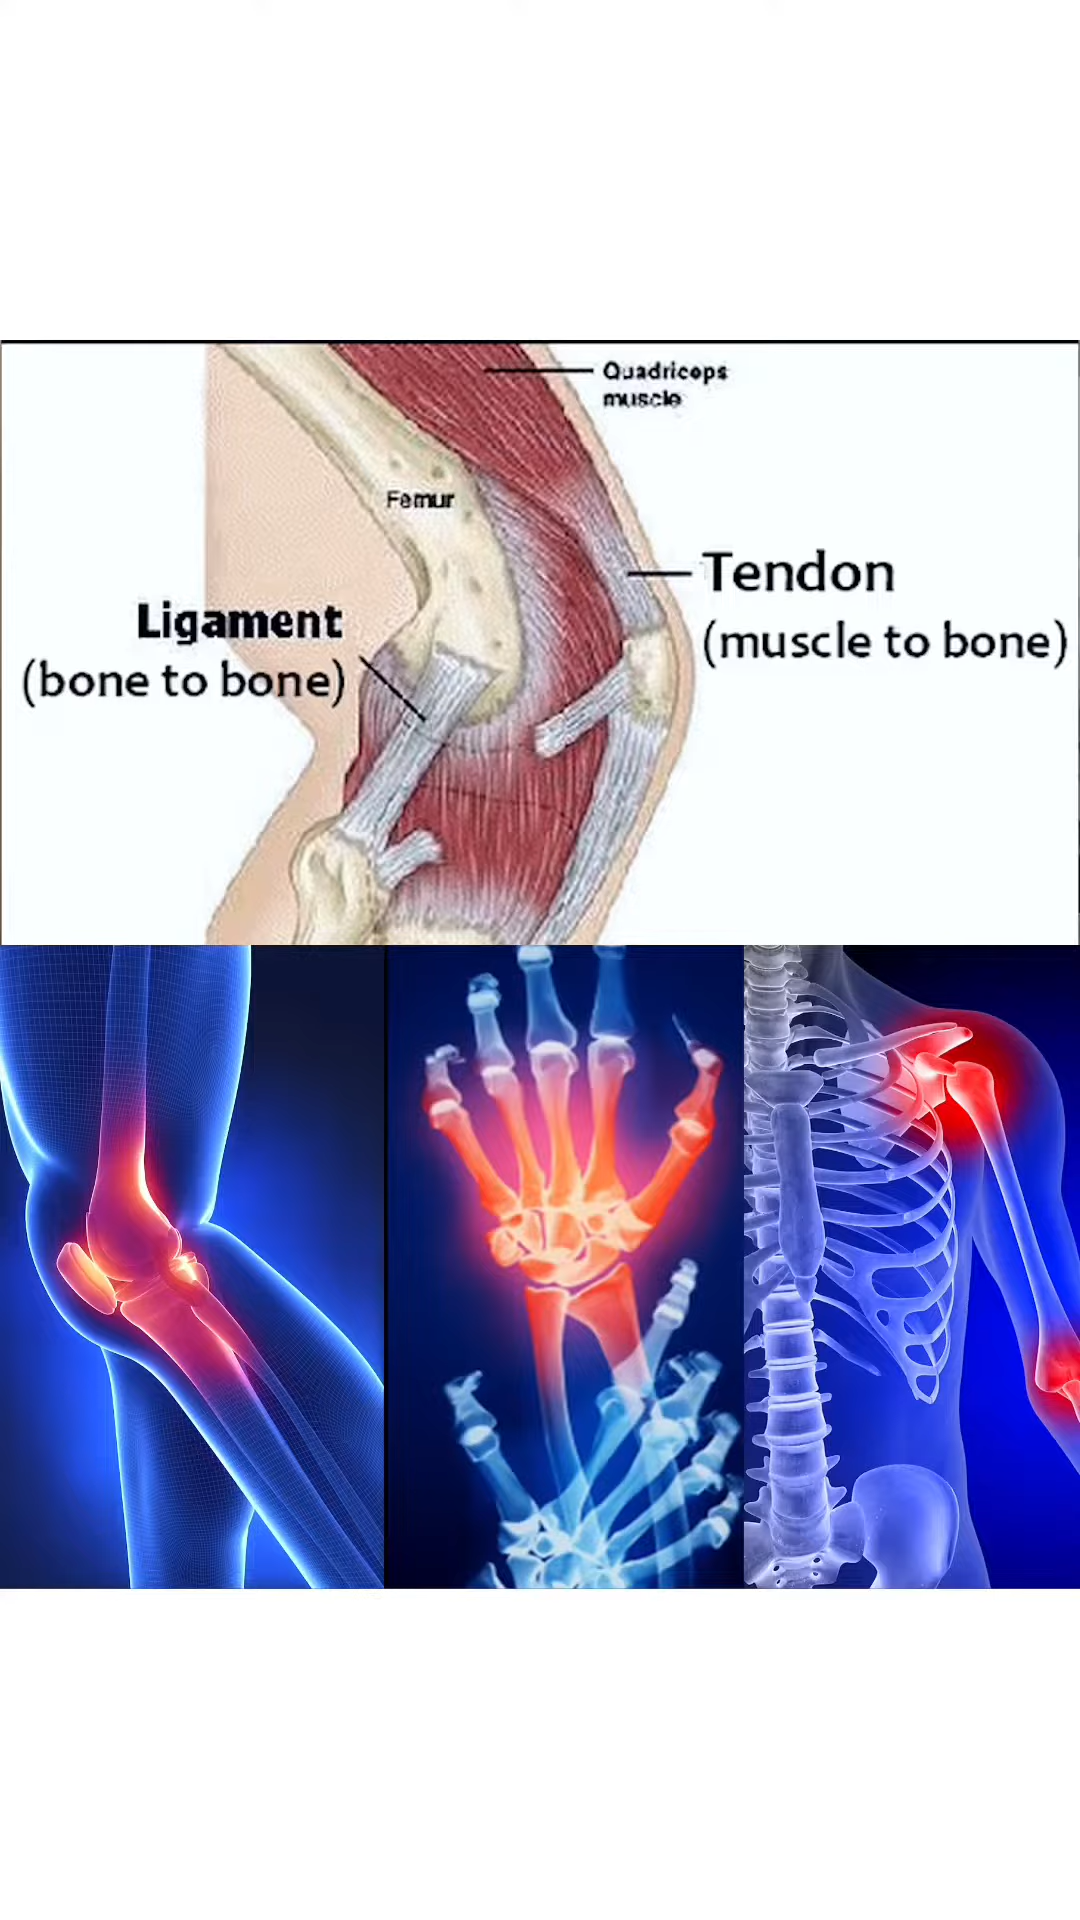 Quadriceps
muscle
Femur
Tendon
(muscle to bone)
Ligament
(bone to bone)